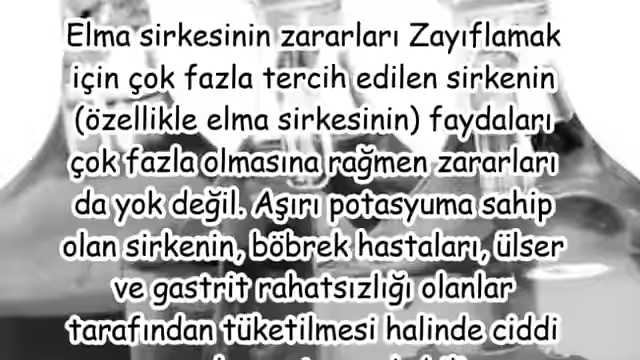 Elma sirkesinin zararları Zayıflamak
için çok fazla tercih edilen sirkenin
(özellikle elma sirkesinin) faydaları
çok fazla olmasına rağmen zararları
da yok değil. Aşırı potasyuma sahip
olan sirkenin, böbrek hastaları, ülser
ve gastrit rahatsızlığı olanlar
tarafından tüketilmesi halinde ciddi